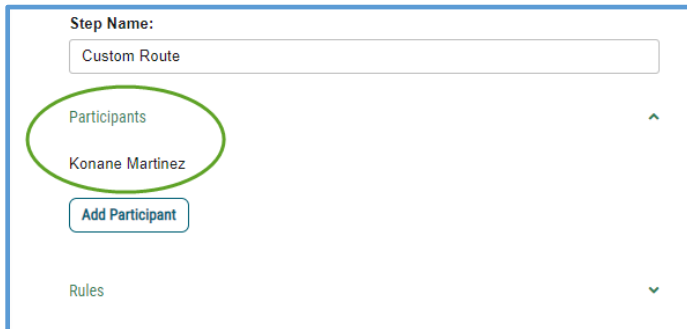 Step Name:
Custom Route
Participants
Konane Martinez
Add Participant
Rules